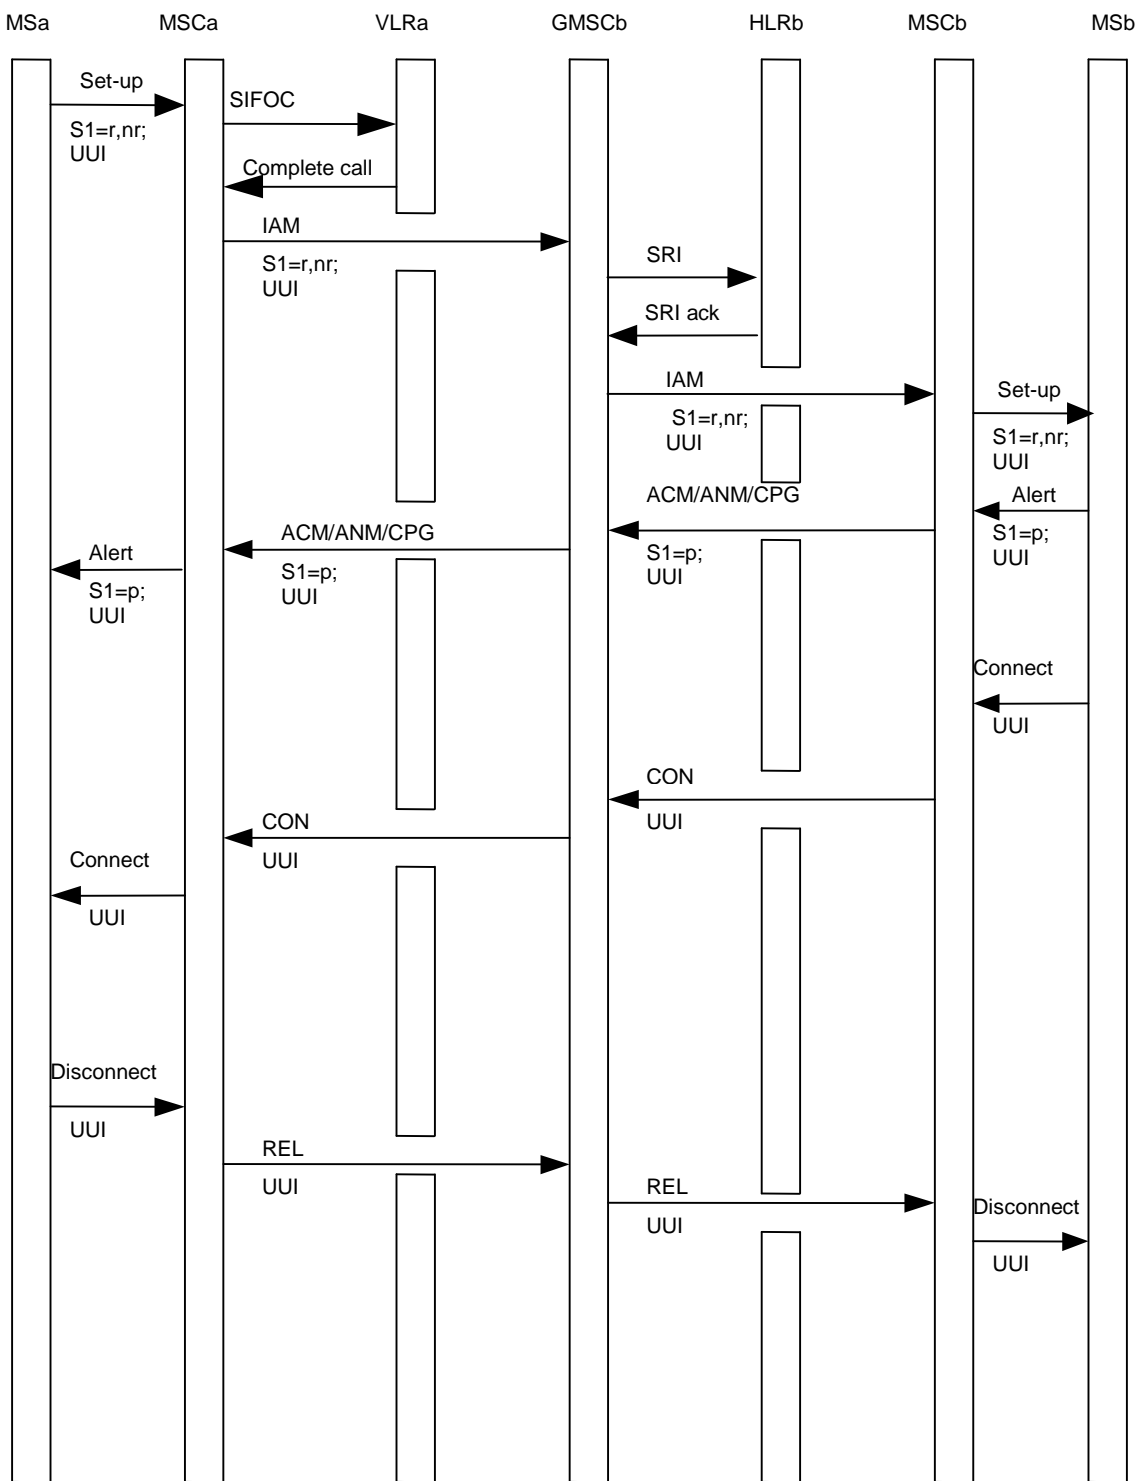 MSa MSCa VLRa GMSCb HLRb MSCb MSb
Set-up
SIFOC
S1=r,nr;
UUI
Complete call
IAM
S1=r,nr;
UUI
SRI
SRI ack
IAM
S1=r,nr;
UUI
Set-up
S1=r,nr;
UUI
Alert
S1=p;
UUI
ACM/ANM/CPG
S1=p;
UUI
ACM/ANM/CPG
S1=p;
UUI
Alert
S1=p;
UUI
Connect
UUI
CON
UUI
CON
UUI
Connect
UUI
Disconnect
UUI
REL
UUI
REL
UUI
Disconnect
UUI